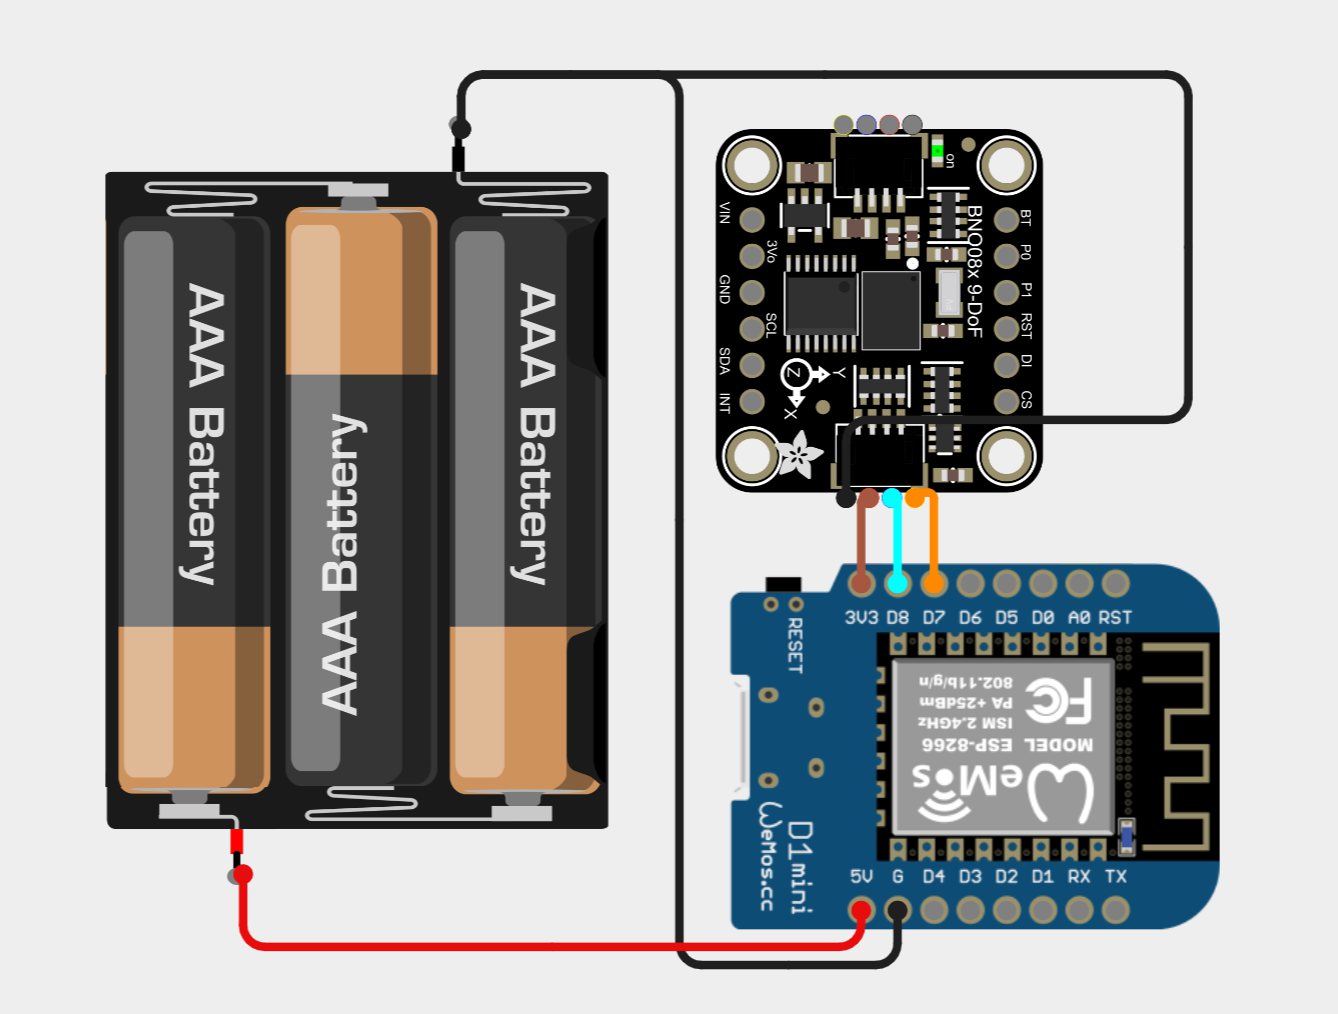 AAA Battery
AAA Battery
AAA Battery
on
BNO08x 9-DoF
VIN
3Vo
GND
SCL
SDA
INT
BT
P0
P1
RST
DI
CS
Z
Y
X
3V3 D8 D7 D6 D5 D0 A0 RST
RESET
802.11b/g/n
PA +25dBm
ISM 2.4GHz
MODEL ESP-8266
FC
WeMos
D1 mini
WeMos.cc
5V G D4 D3 D2 D1 RX TX